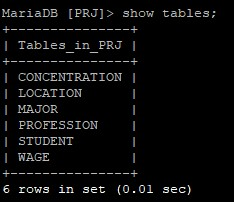 MariaDB [PRJ]> show tables;
+---------------+
| Tables_in_PRJ |
+---------------+
| CONCENTRATION |
| LOCATION      |
| MAJOR         |
| PROFESSION    |
| STUDENT       |
| WAGE          |
+---------------+
6 rows in set (0.01 sec)